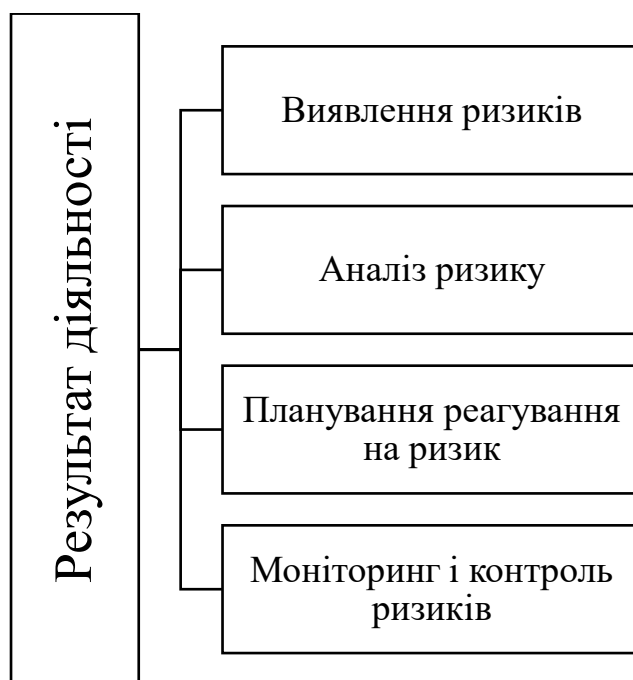 Результат діяльності
Виявлення ризиків
Аналіз ризику
Планування реагування
на ризик
Моніторинг і контроль
ризиків